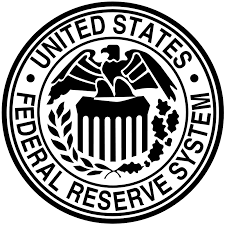 UNITED STATES
FEDERAL RESERVE SYSTEM